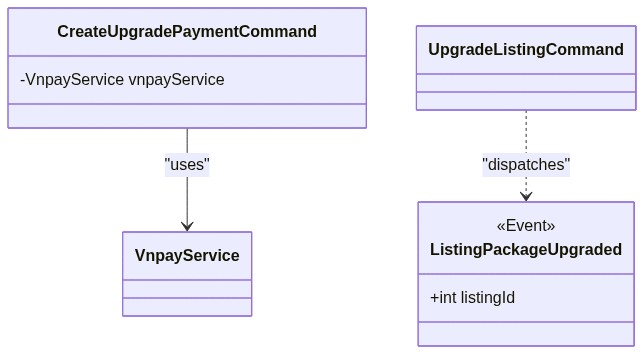 CreateUpgradePaymentCommand
-VnpayService vnpayService
"uses"
VnpayService
UpgradeListingCommand
"dispatches"
«Event»
ListingPackageUpgraded
+int listingId